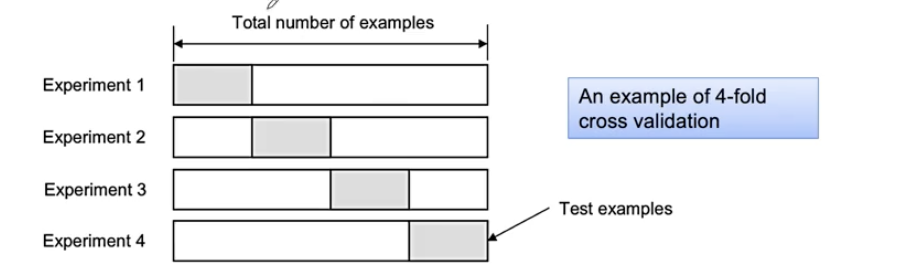 Total number of examples
Experiment 1
An example of 4-fold
cross validation
Experiment 2
Experiment 3
Test examples
Experiment 4